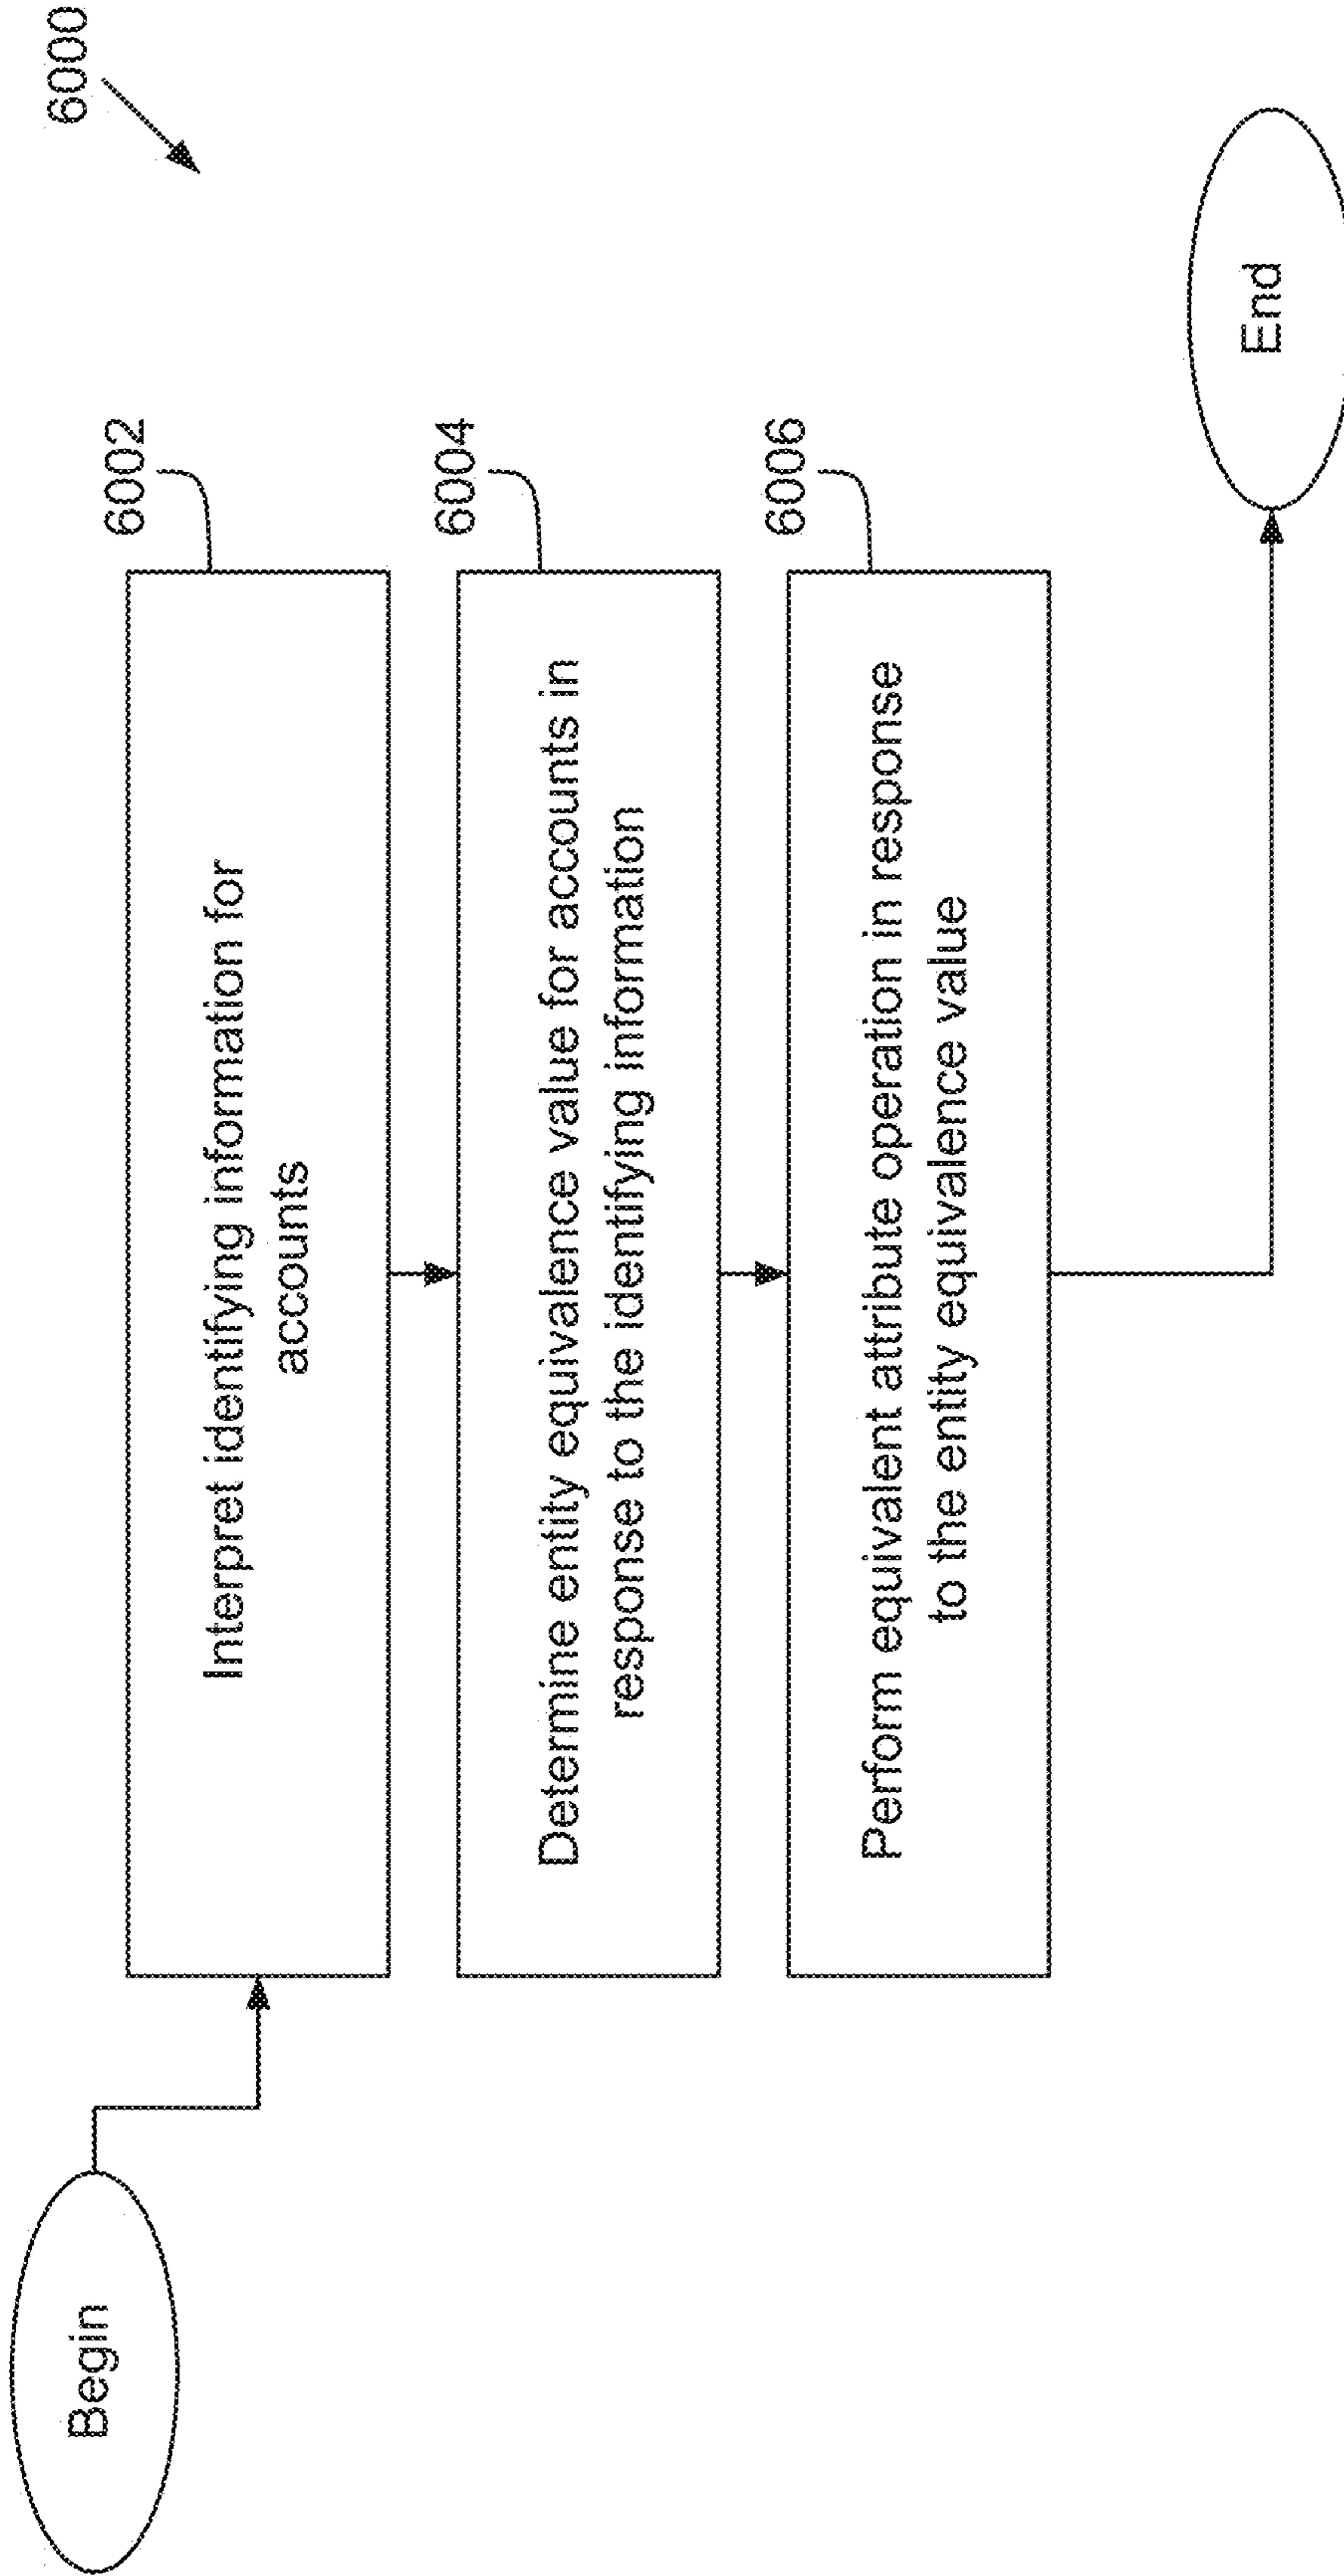 6000
Begin
6002
Interpret identifying information for
accounts
6004
Determine entity equivalence value for accounts in
response to the identifying information
6006
Perform equivalent attribute operation in response
to the entity equivalence value
End